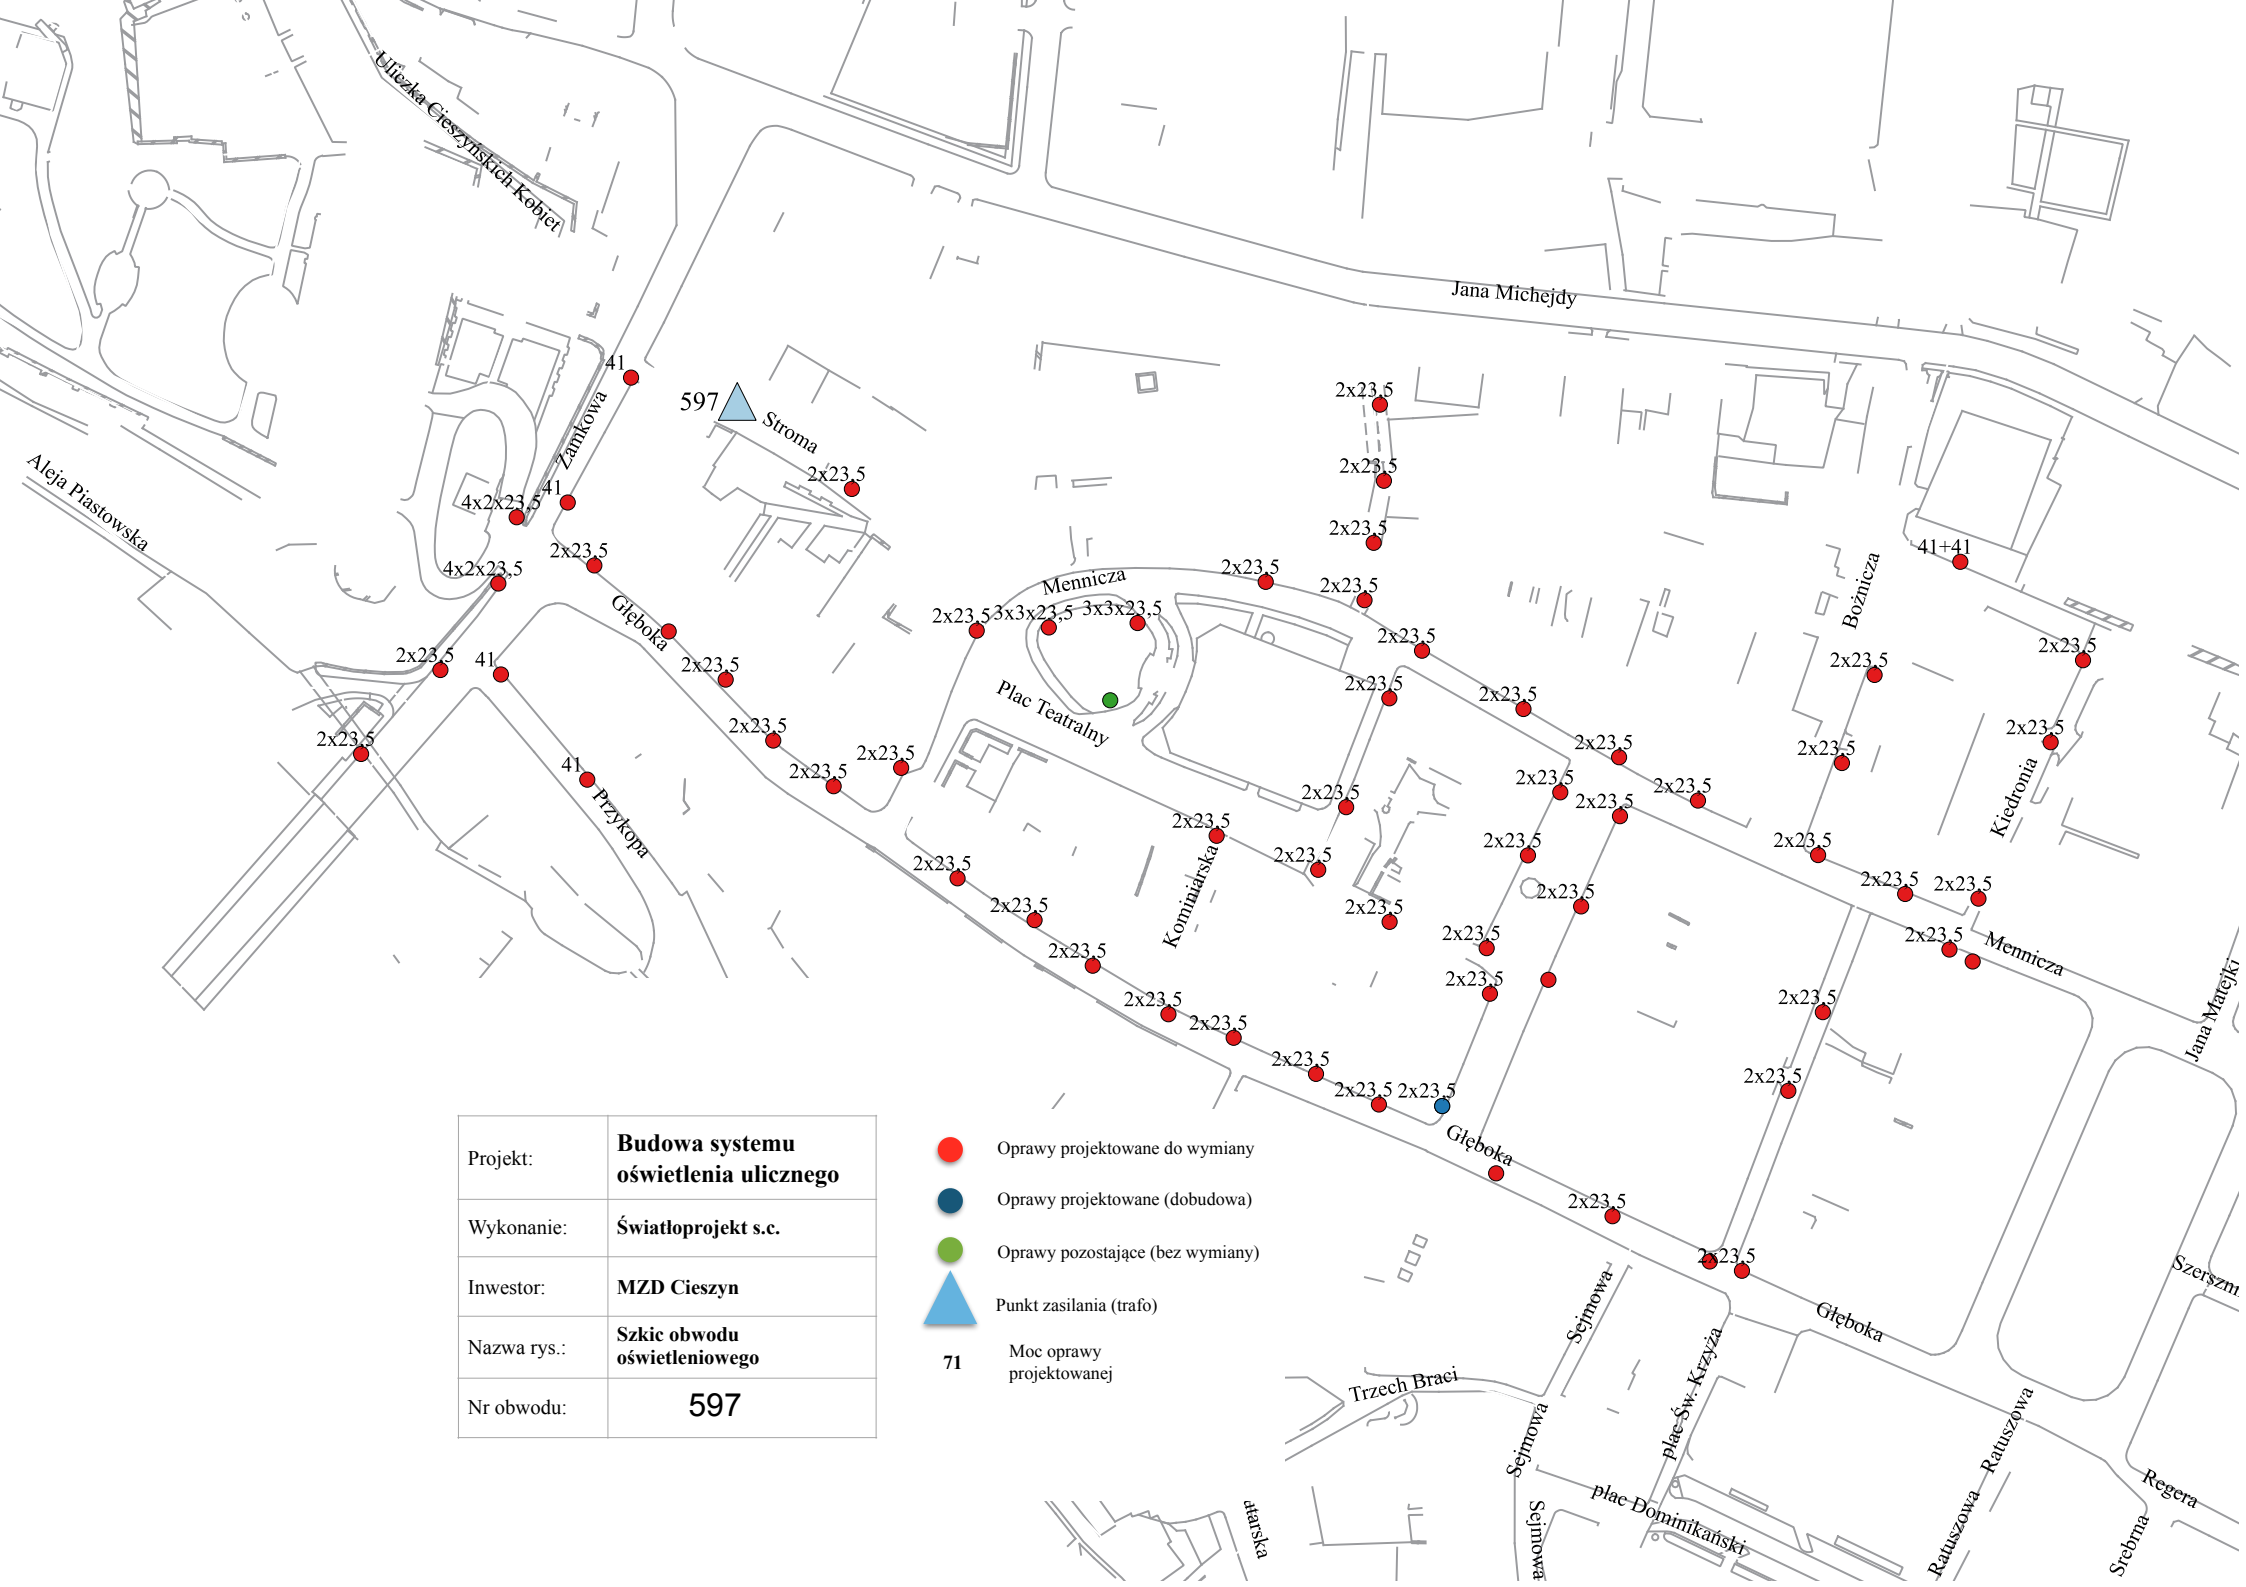 Uliczka Cieszyńskich Kobiet
Jana Michejdy
41
Zamkowa
597
Stroma
2x23,5
2x23,5
2x23,5
2x23,5
Aleja Piastowska
4x2x23,5
41
2x23,5
4x2x23,5
Głęboka
Mennicza
2x23,5
2x23,5
41+41
Bożnicza
2x23,5
3x3x23,5
3x3x23,5
2x23,5
2x23,5
41
2x23,5
2x23,5
2x23,5
2x23,5
Plac Teatralny
2x23,5
2x23,5
2x23,5
2x23,5
2x23,5
2x23,5
2x23,5
41
2x23,5
2x23,5
2x23,5
2x23,5
2x23,5
Kiedronia
Przykopa
2x23,5
2x23,5
2x23,5
2x23,5
2x23,5
2x23,5
Kominiarska
2x23,5
2x23,5
2x23,5
2x23,5
2x23,5
2x23,5
2x23,5
Mennicza
2x23,5
2x23,5
2x23,5
2x23,5
2x23,5
Jana Matejki
2x23,5
2x23,5
2x23,5
2x23,5
Głęboka
2x23,5
2x23,5
Głęboka
Sejmowa
plac Św. Krzyża
Trzech Braci
Sejmowa
plac Dominikański
Sejmowa
Ratuszowa
Ratuszowa
Regera
Srebrna
Projekt:
Budowa systemu
oświetlenia ulicznego
Wykonanie:
Światłoprojekt s.c.
Inwestor:
MZD Cieszyn
Nazwa rys.:
Szkic obwodu
oświetleniowego
Nr obwodu:
597
Oprawy projektowane do wymiany
Oprawy projektowane (dobudowa)
Oprawy pozostające (bez wymiany)
Punkt zasilania (trafo)
71
Moc oprawy
projektowanej